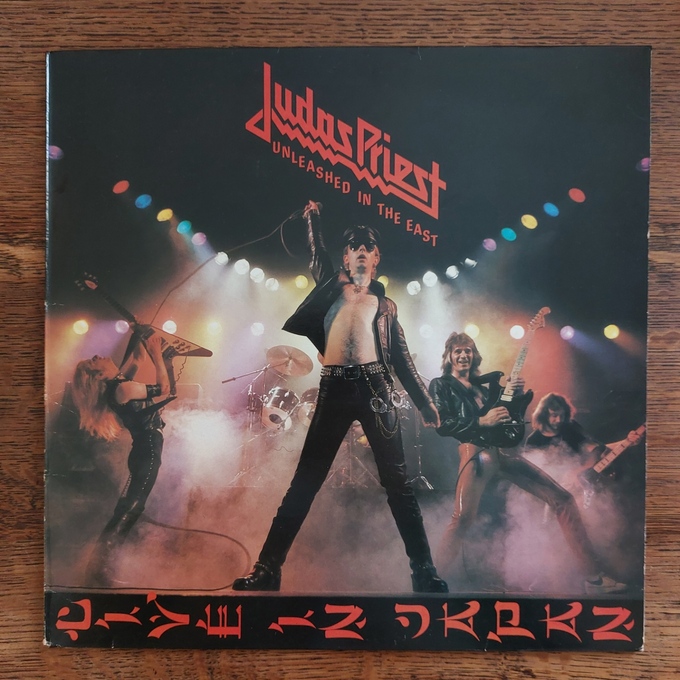 Judas Priest
UNLEASHED IN THE EAST
LIVE IN JAPAN